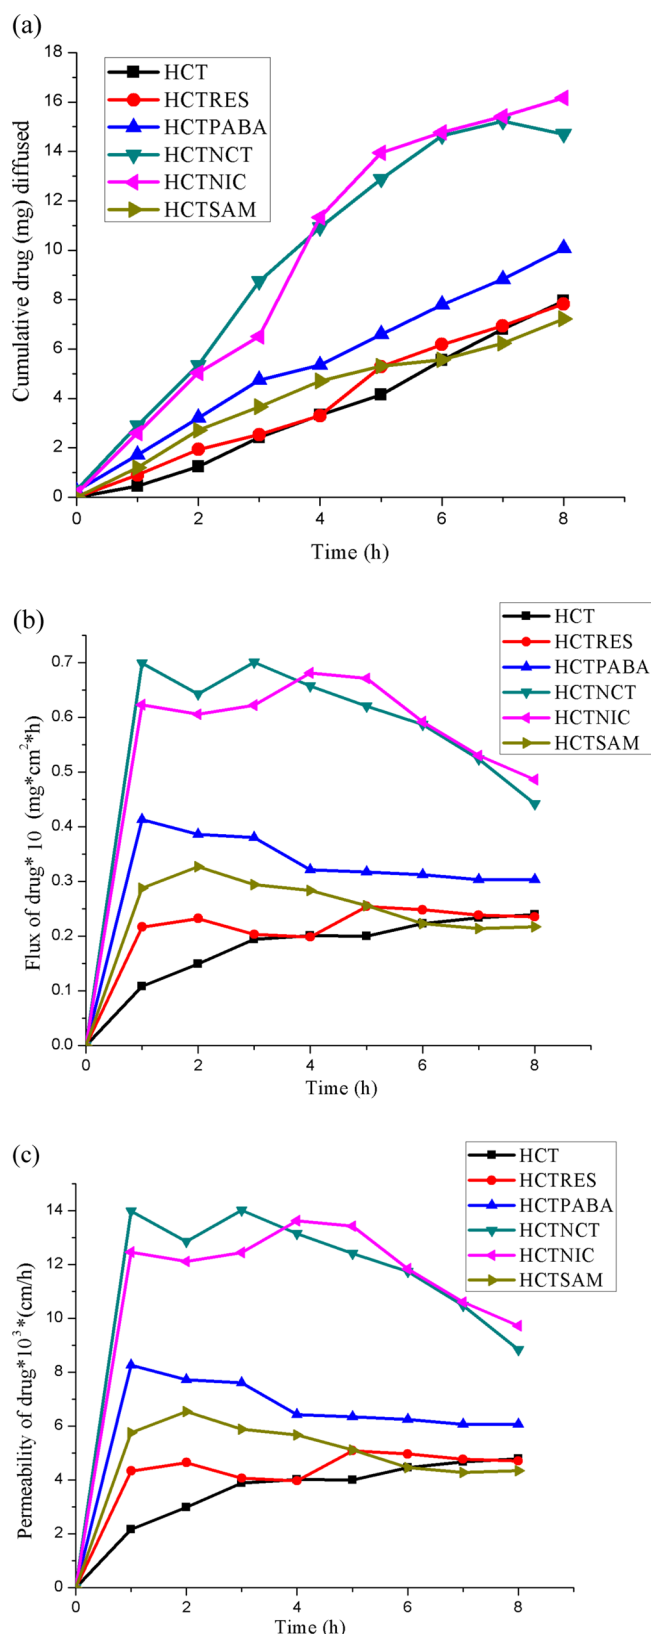 (a)
18
16
14
12
10
8
6
4
2
0
Cumulative drug (mg) diffused
HCT
HCTRES
HCTPABA
HCTNCT
HCTNIC
HCTSAM
0 2 4 6 8
Time (h)
(b)
0.7
0.6
0.5
0.4
0.3
0.2
0.1
0.0
Flux of drug* 10 (mg*cm²*h)
HCT
HCTRES
HCTPABA
HCTNCT
HCTNIC
HCTSAM
0 2 4 6 8
Time (h)
(c)
14
12
10
8
6
4
2
0
Permeability of drug*10³*(cm/h)
HCT
HCTRES
HCTPABA
HCTNCT
HCTNIC
HCTSAM
0 2 4 6 8
Time (h)